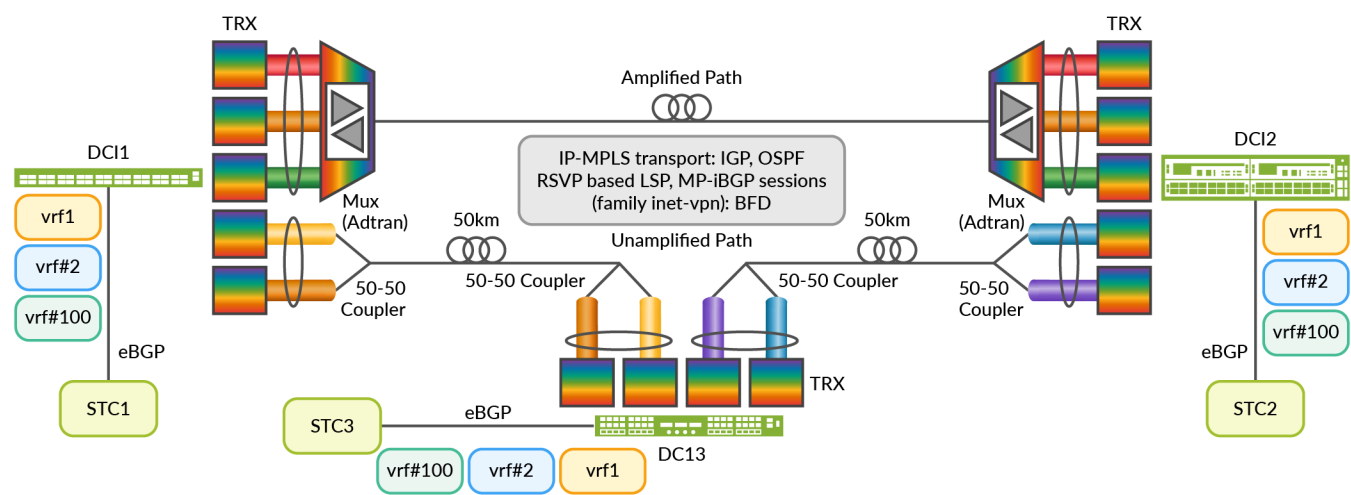 TRX
TRX
Amplified Path
DCI1
IP-MPLS transport: IGP, OSPF
RSVP based LSP, MP-iBGP sessions
(family inet-vpn): BFD
DCI2
vrf1
vrf#2
vrf#100
Mux
(Adtran)
50km
Unamplified Path
50km
Mux
(Adtran)
vrf1
vrf#2
vrf#100
50-50
Coupler
50-50 Coupler
50-50 Coupler
50-50
Coupler
eBGP
eBGP
STC1
TRX
STC2
STC3
eBGP
DC13
vrf#100
vrf#2
vrf1